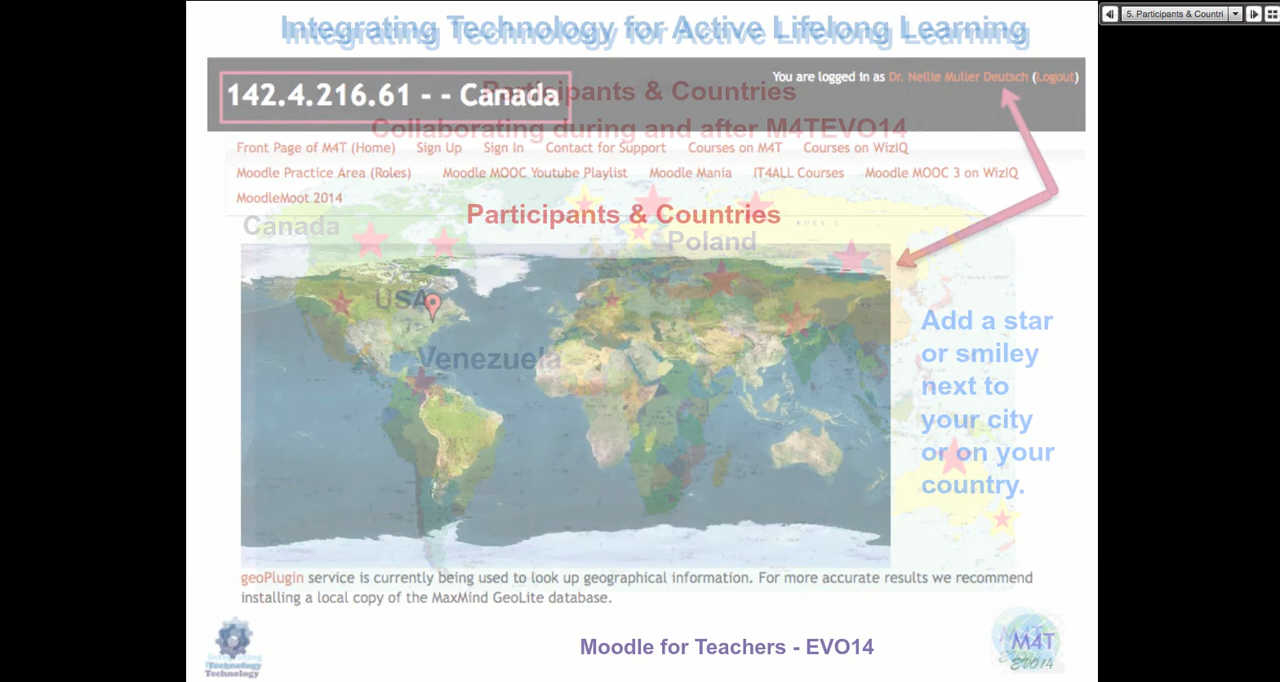 5. Participants & Countri
Integrating Technology for Active Lifelong Learning
You are logged in as Dr. Nellie Muller Deutsch (Logout)
142.4.216.61 - - Canada
Participants & Countries
Collaborating during and after M4TEVO14
Front Page of M4T (Home) Sign Up Sign In Contact for Support Courses on M4T Courses on WizIQ
Moodle Practice Area (Roles) Moodle MOOC Youtube Playlist Moodle Mania IT4ALL Courses Moodle MOOC 3 on WizIQ
MoodleMoot 2014
Participants & Countries
Canada
Poland
USA
Venezuela
Add a star
or smiley
next to
your city
or on your
country.
geoPlugin service is currently being used to look up geographical information. For more accurate results we recommend
installing a local copy of the MaxMind GeoLite database.
Integrating
Technology
Technology
Moodle for Teachers - EVO14
M4T
EVO14